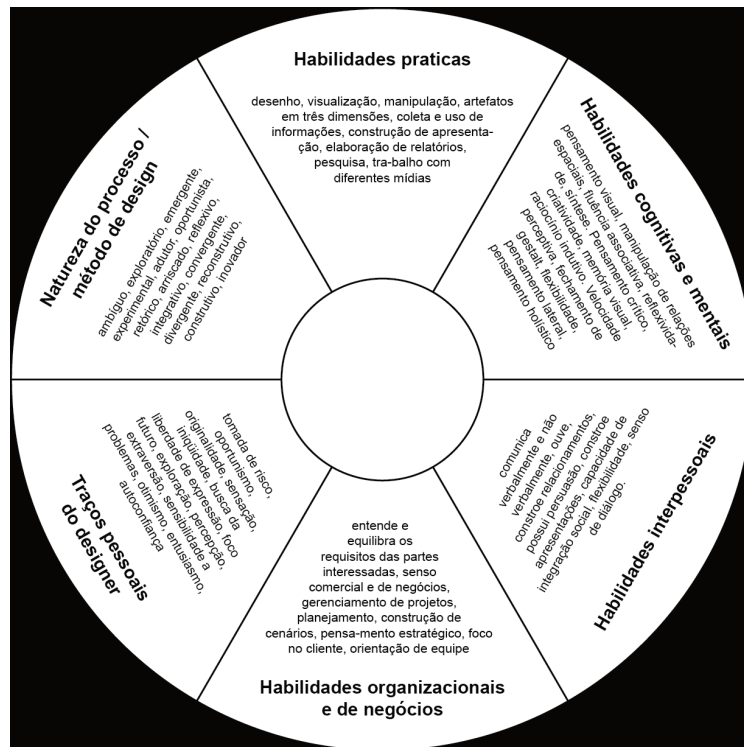 Habilidades praticas
desenho, visualização, manipulação, artefatos
em três dimensões, coleta e uso de
informações, construção de apresenta-
ção, elaboração de relatórios,
pesquisa, tra-balho com
diferentes mídias
Habilidades cognitivas e mentais
pensamento visual, manipulação de relações
espaciais, fluência associativa, reflexivida-
de, síntese. Pensamento crítico,
criatividade, memória visual,
raciocínio indutivo. Velocidade
perceptiva, fechamento de
gestalt, flexibilidade,
pensamento lateral,
pensamento holístico
Habilidades interpessoais
comunica
verbalmente e não
verbalmente, ouve,
constroe relacionamentos,
possui persuasão, constroe
apresentações, capacidade de
integração social, flexibilidade, senso
de diálogo.
entende e
equilibra os
requisitos das partes
interessadas, senso
comercial e de negócios,
gerenciamento de projetos,
planejamento, construção de
cenários, pensa-mento estratégico, foco
no cliente, orientação de equipe
Habilidades organizacionais
e de negócios
tomada de risco,
oportunismo,
originalidade, sensação,
iniqüidade, busca da
liberdade de expressão, foco
futuro, exploração, percepção,
extraversão, sensibilidade a
problemas, otimismo, entusiasmo,
autoconfiança
Traços pessoais
do designer
Natureza do processo /
método de design
ambíguo, exploratório, emergente,
experimental, adutor, oportunista,
retórico, arriscado, reflexivo,
integrativo, convergente,
divergente, reconstrutivo,
construtivo, inovador